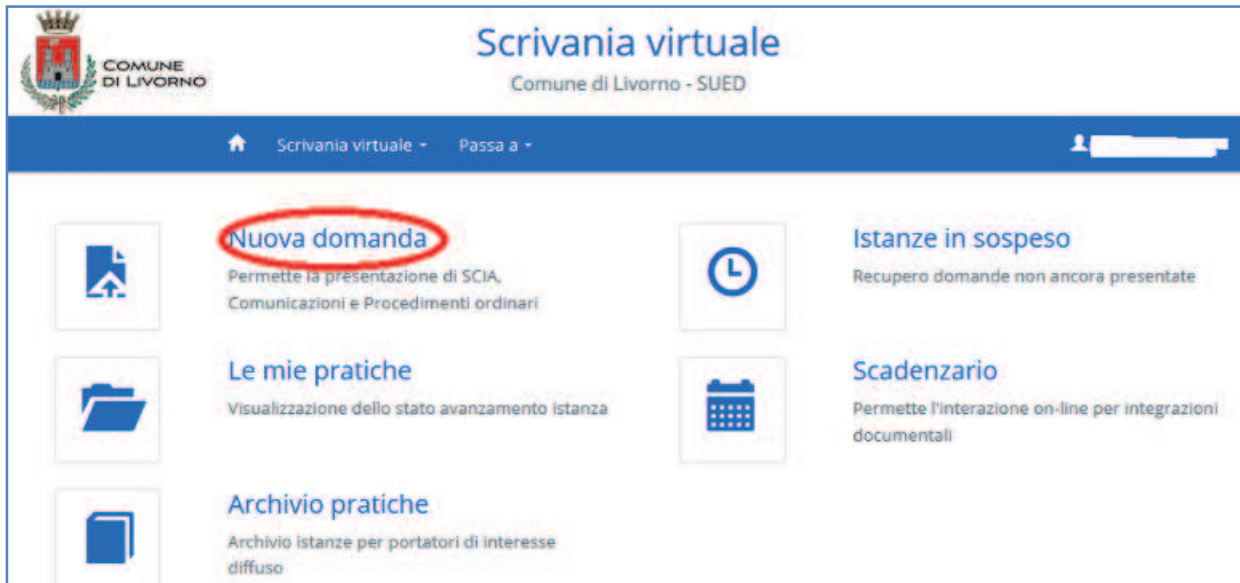 COMUNE
DI LIVORNO
Scrivania virtuale
Comune di Livorno - SUED
Scrivania virtuale
Passa a
Nuova domanda
Permette la presentazione di SCIA,
Comunicazioni e Procedimenti ordinari
Istanze in sospeso
Recupero domande non ancora presentate
Le mie pratiche
Visualizzazione dello stato avanzamento istanza
Scadenzario
Permette l'interazione on-line per integrazioni
documentali
Archivio pratiche
Archivio istanze per portatori di interesse
diffuso